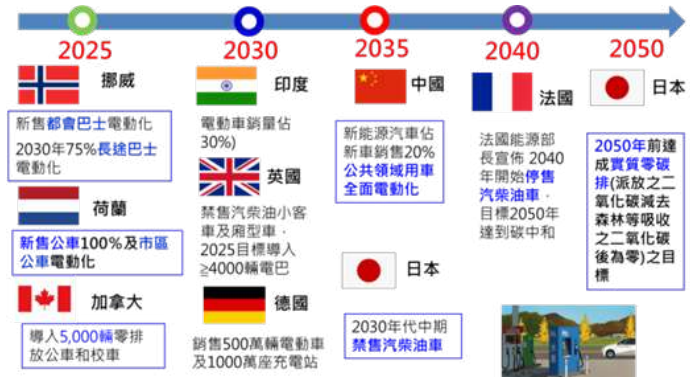 2025
2030
2035
2040
2050
挪威
新售都會巴士電動化
2030年75%長途巴士
電動化
荷蘭
新售公車100%及市區
公車電動化
加拿大
導入5,000輛零排
放公車和校車
印度
電動車銷量佔
30%)
英國
禁售汽柴油小客
車及廂型車，
2025目標導入
≧4000輛電巴
德國
銷售500萬輛電動車
及1000萬座充電站
中國
新能源汽車佔
新車銷售20%
公共領域用車
全面電動化
日本
2030年代中期
禁售汽柴油車
法國
法國能源部
長宣佈 2040
年開始停售
汽柴油車，
目標2050年
達到碳中和
日本
2050年前達
成實質零碳
排(派放之二
氧化碳減去
森林等吸收
之二氧化碳
後為零)之目
標